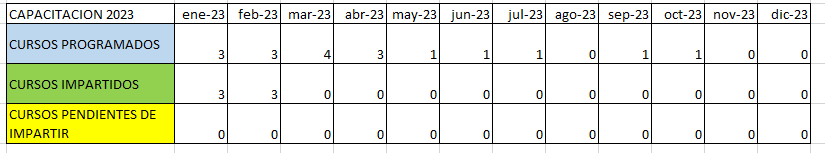 CAPACITACION 2023 ene-23 feb-23 mar-23 abr-23 may-23 jun-23 jul-23 ago-23 sep-23 oct-23 nov-23 dic-23
CURSOS PROGRAMADOS 3 3 4 3 1 1 1 0 1 1 0 0
CURSOS IMPARTIDOS 3 3 0 0 0 0 0 0 0 0 0 0
CURSOS PENDIENTES DE
IMPARTIR 0 0 0 0 0 0 0 0 0 0 0 0